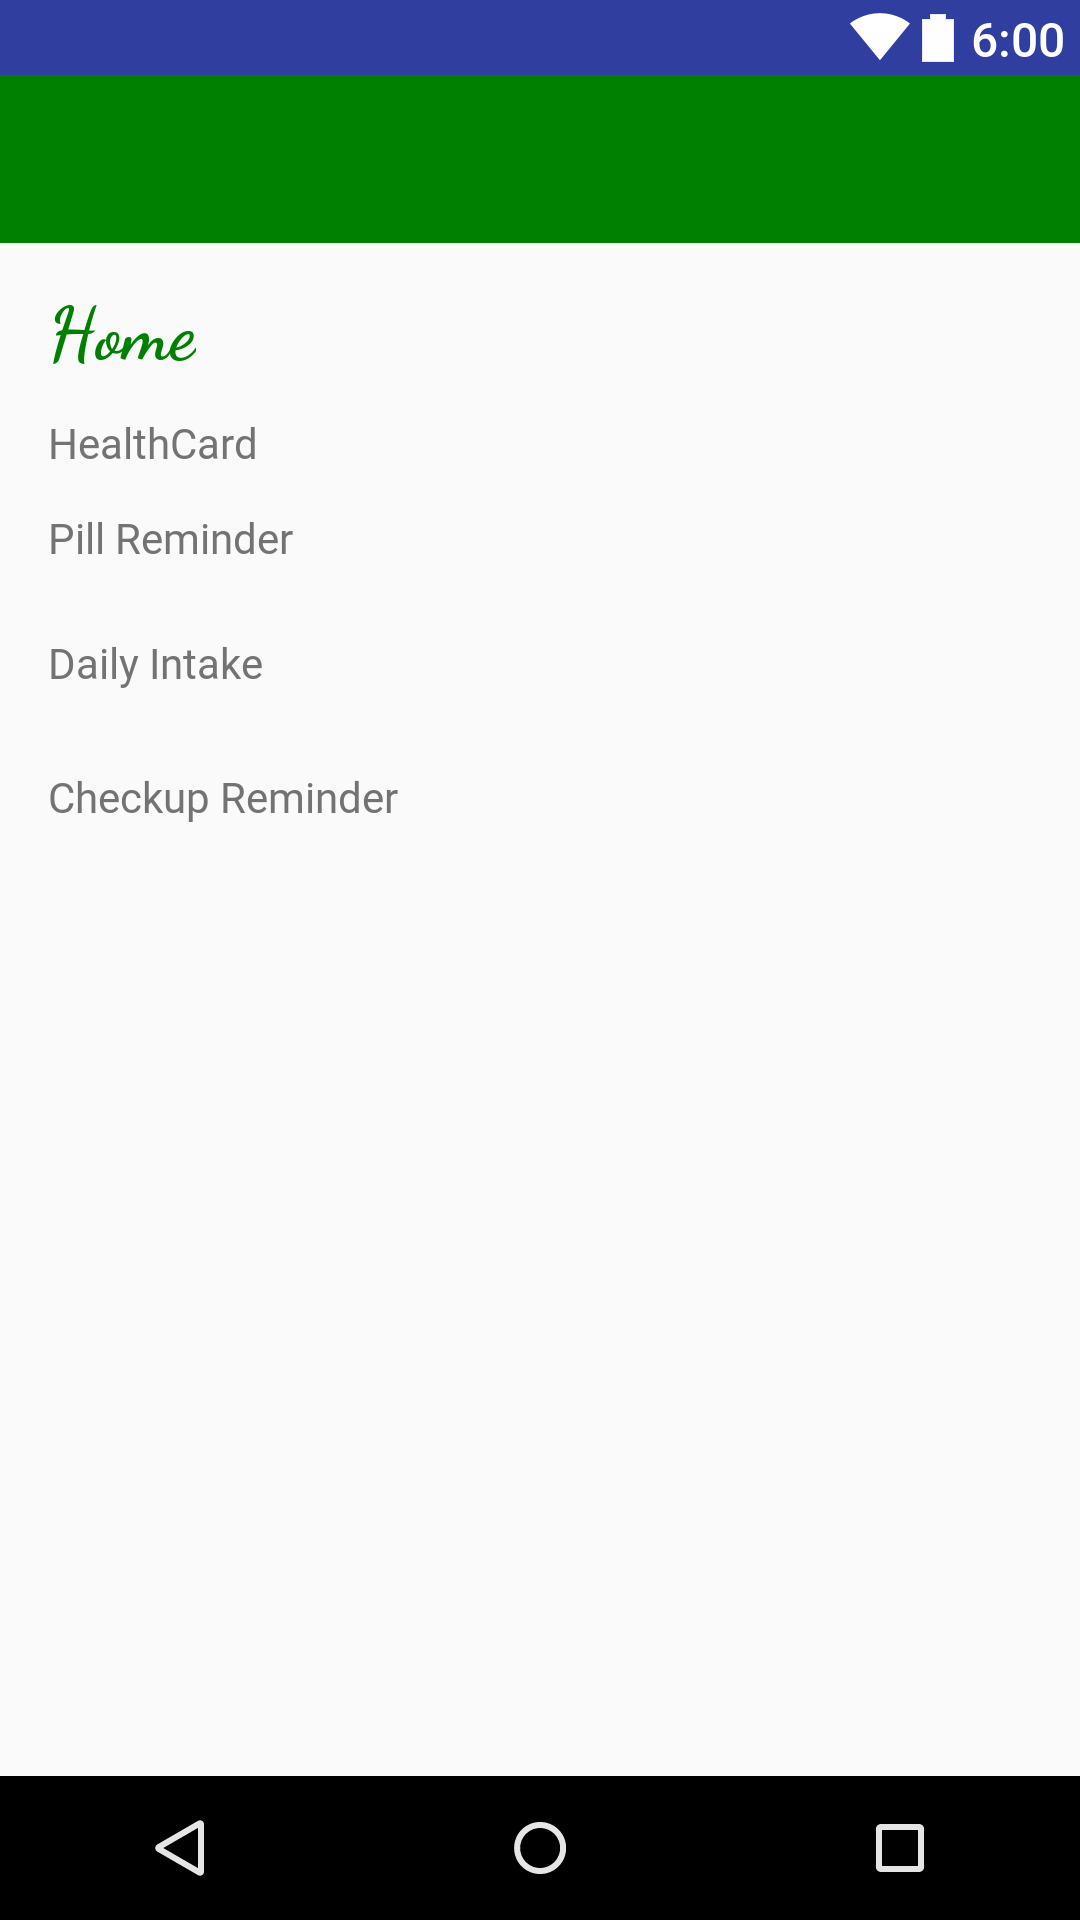 6:00
Home
HealthCard
Pill Reminder
Daily Intake
Checkup Reminder